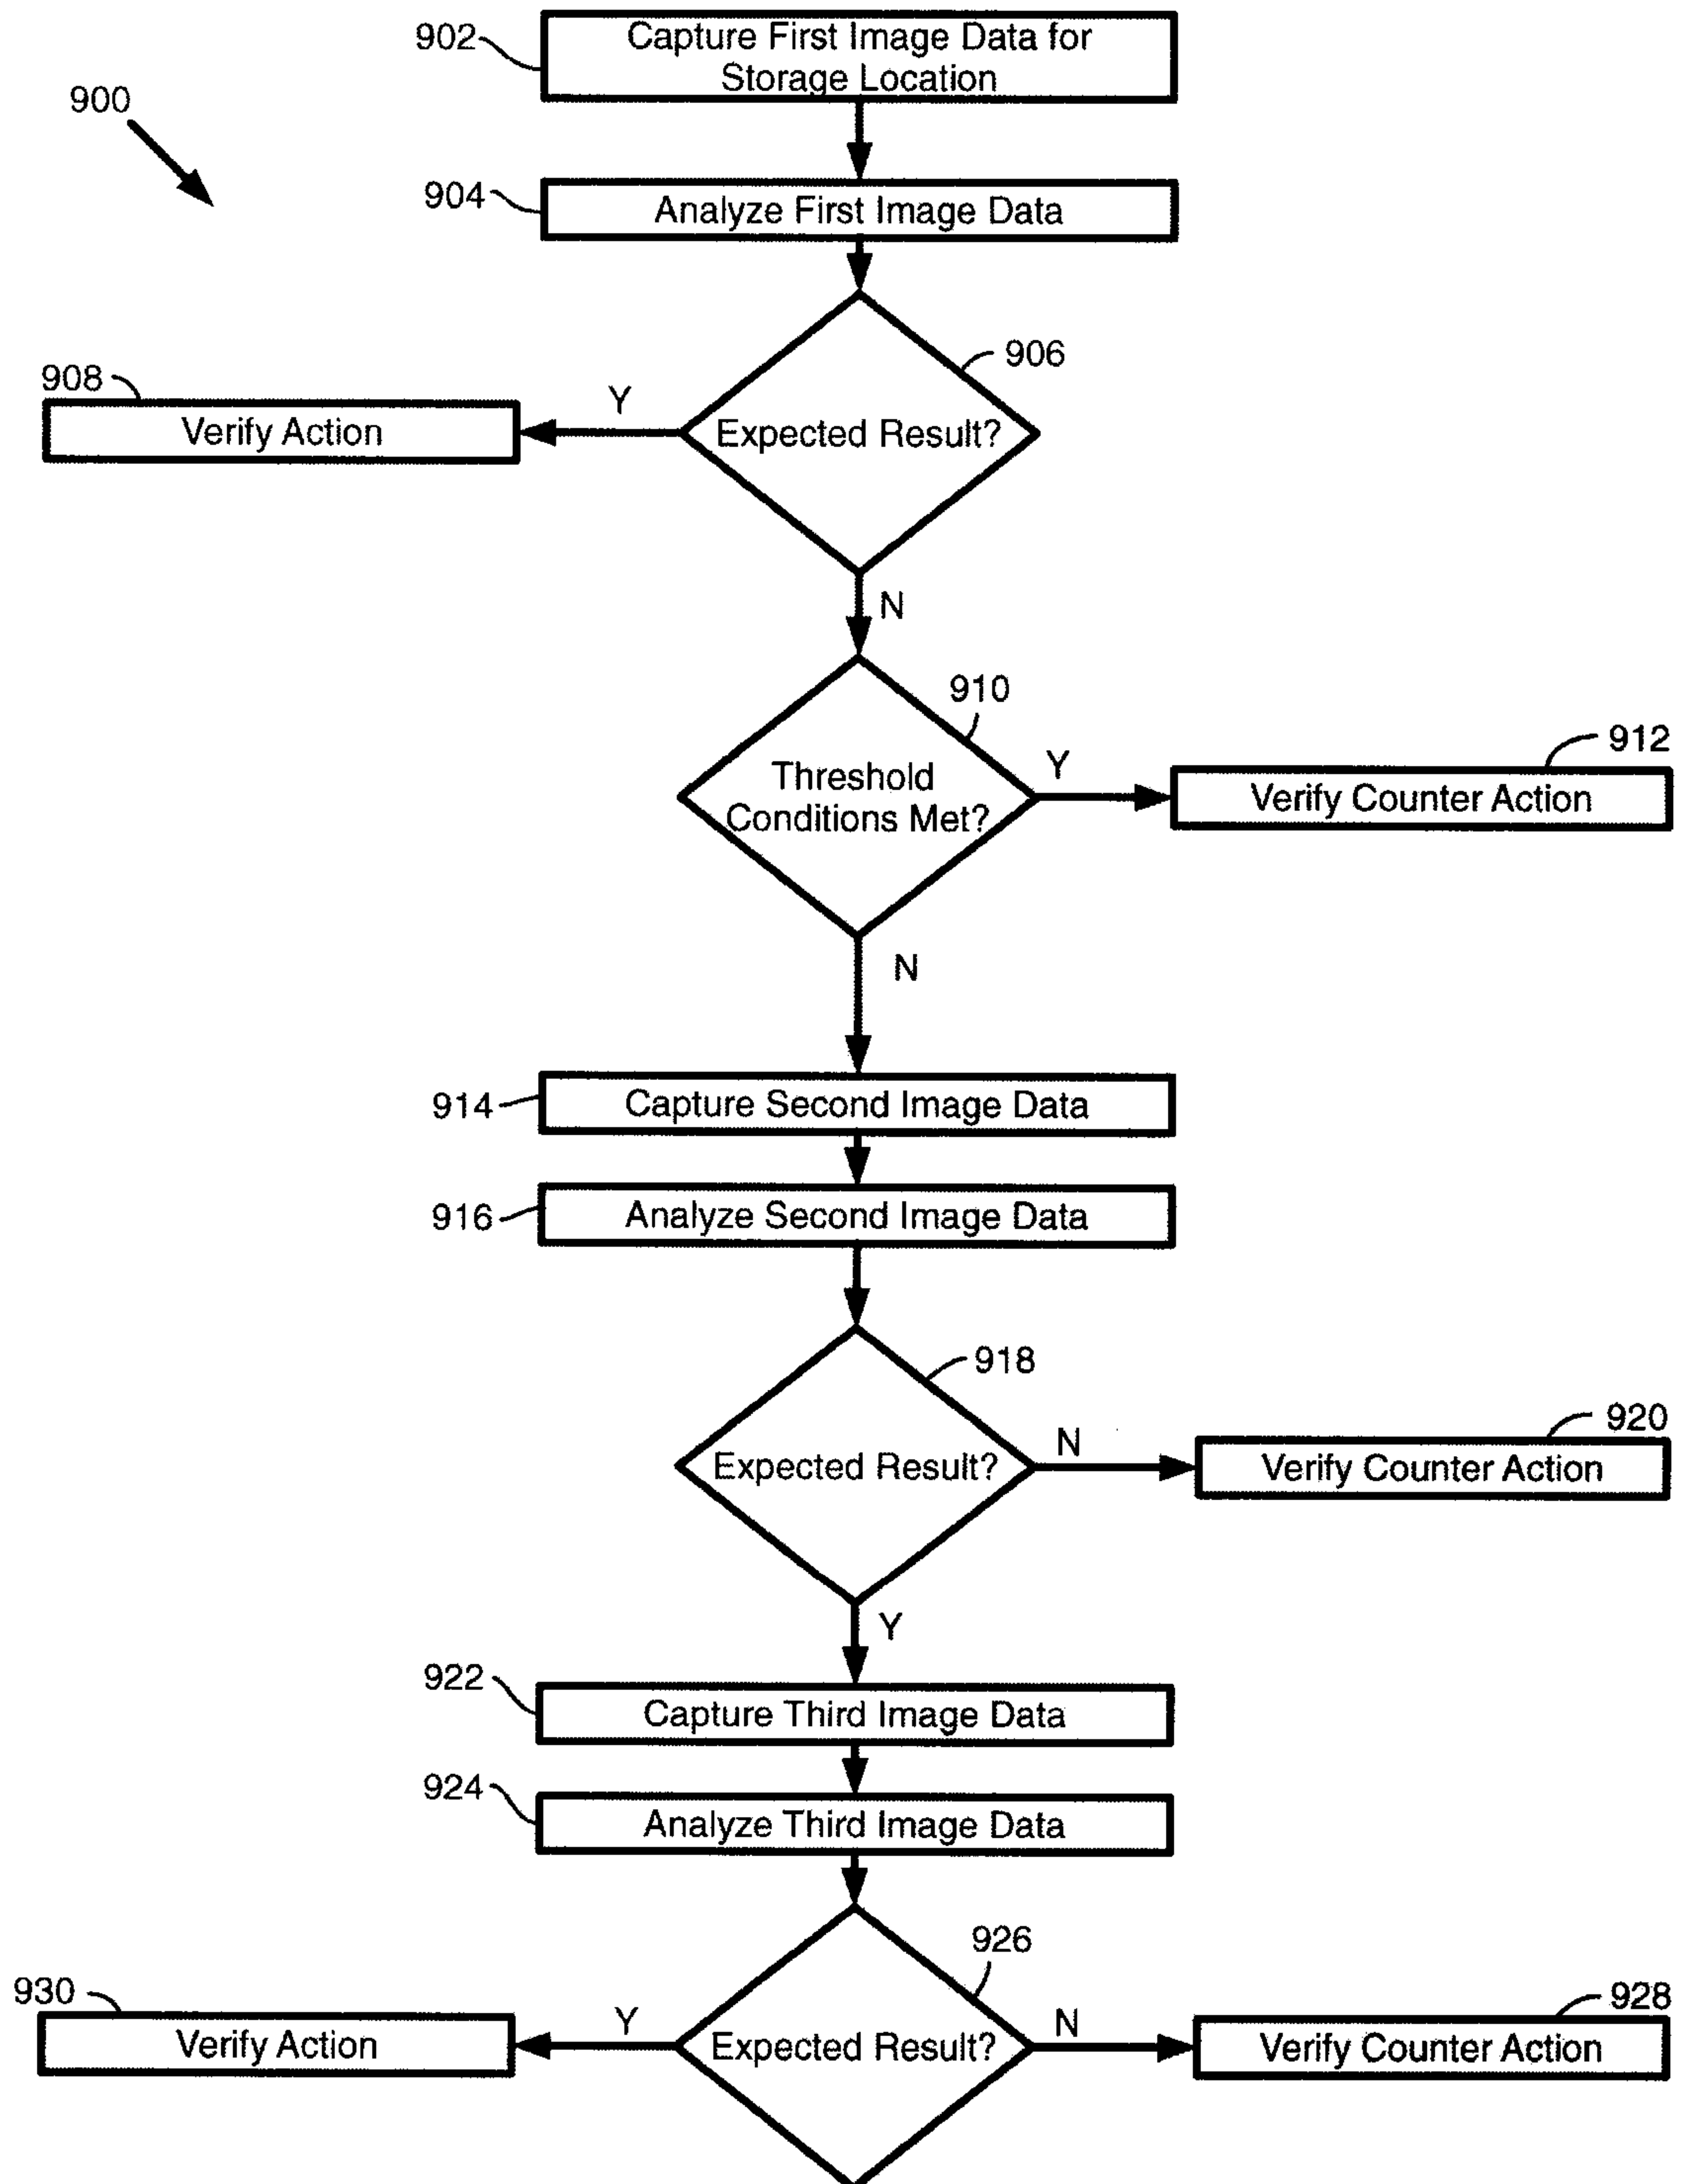 902
Capture First Image Data for
Storage Location
900
904
Analyze First Image Data
906
Expected Result?
Y
908
Verify Action
N
910
Threshold
Conditions Met?
Y
912
Verify Counter Action
N
914
Capture Second Image Data
916
Analyze Second Image Data
918
Expected Result?
N
920
Verify Counter Action
Y
922
Capture Third Image Data
924
Analyze Third Image Data
926
Expected Result?
Y
930
Verify Action
N
928
Verify Counter Action